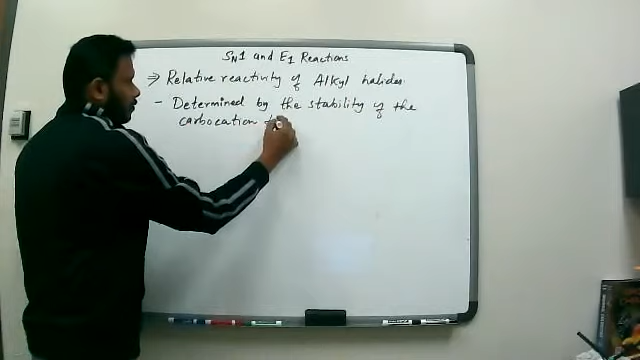 SN1 and E1 Reactions
⇒ Relative reactivity of Alkyl halides
- Determined by the stability of the
carbocation